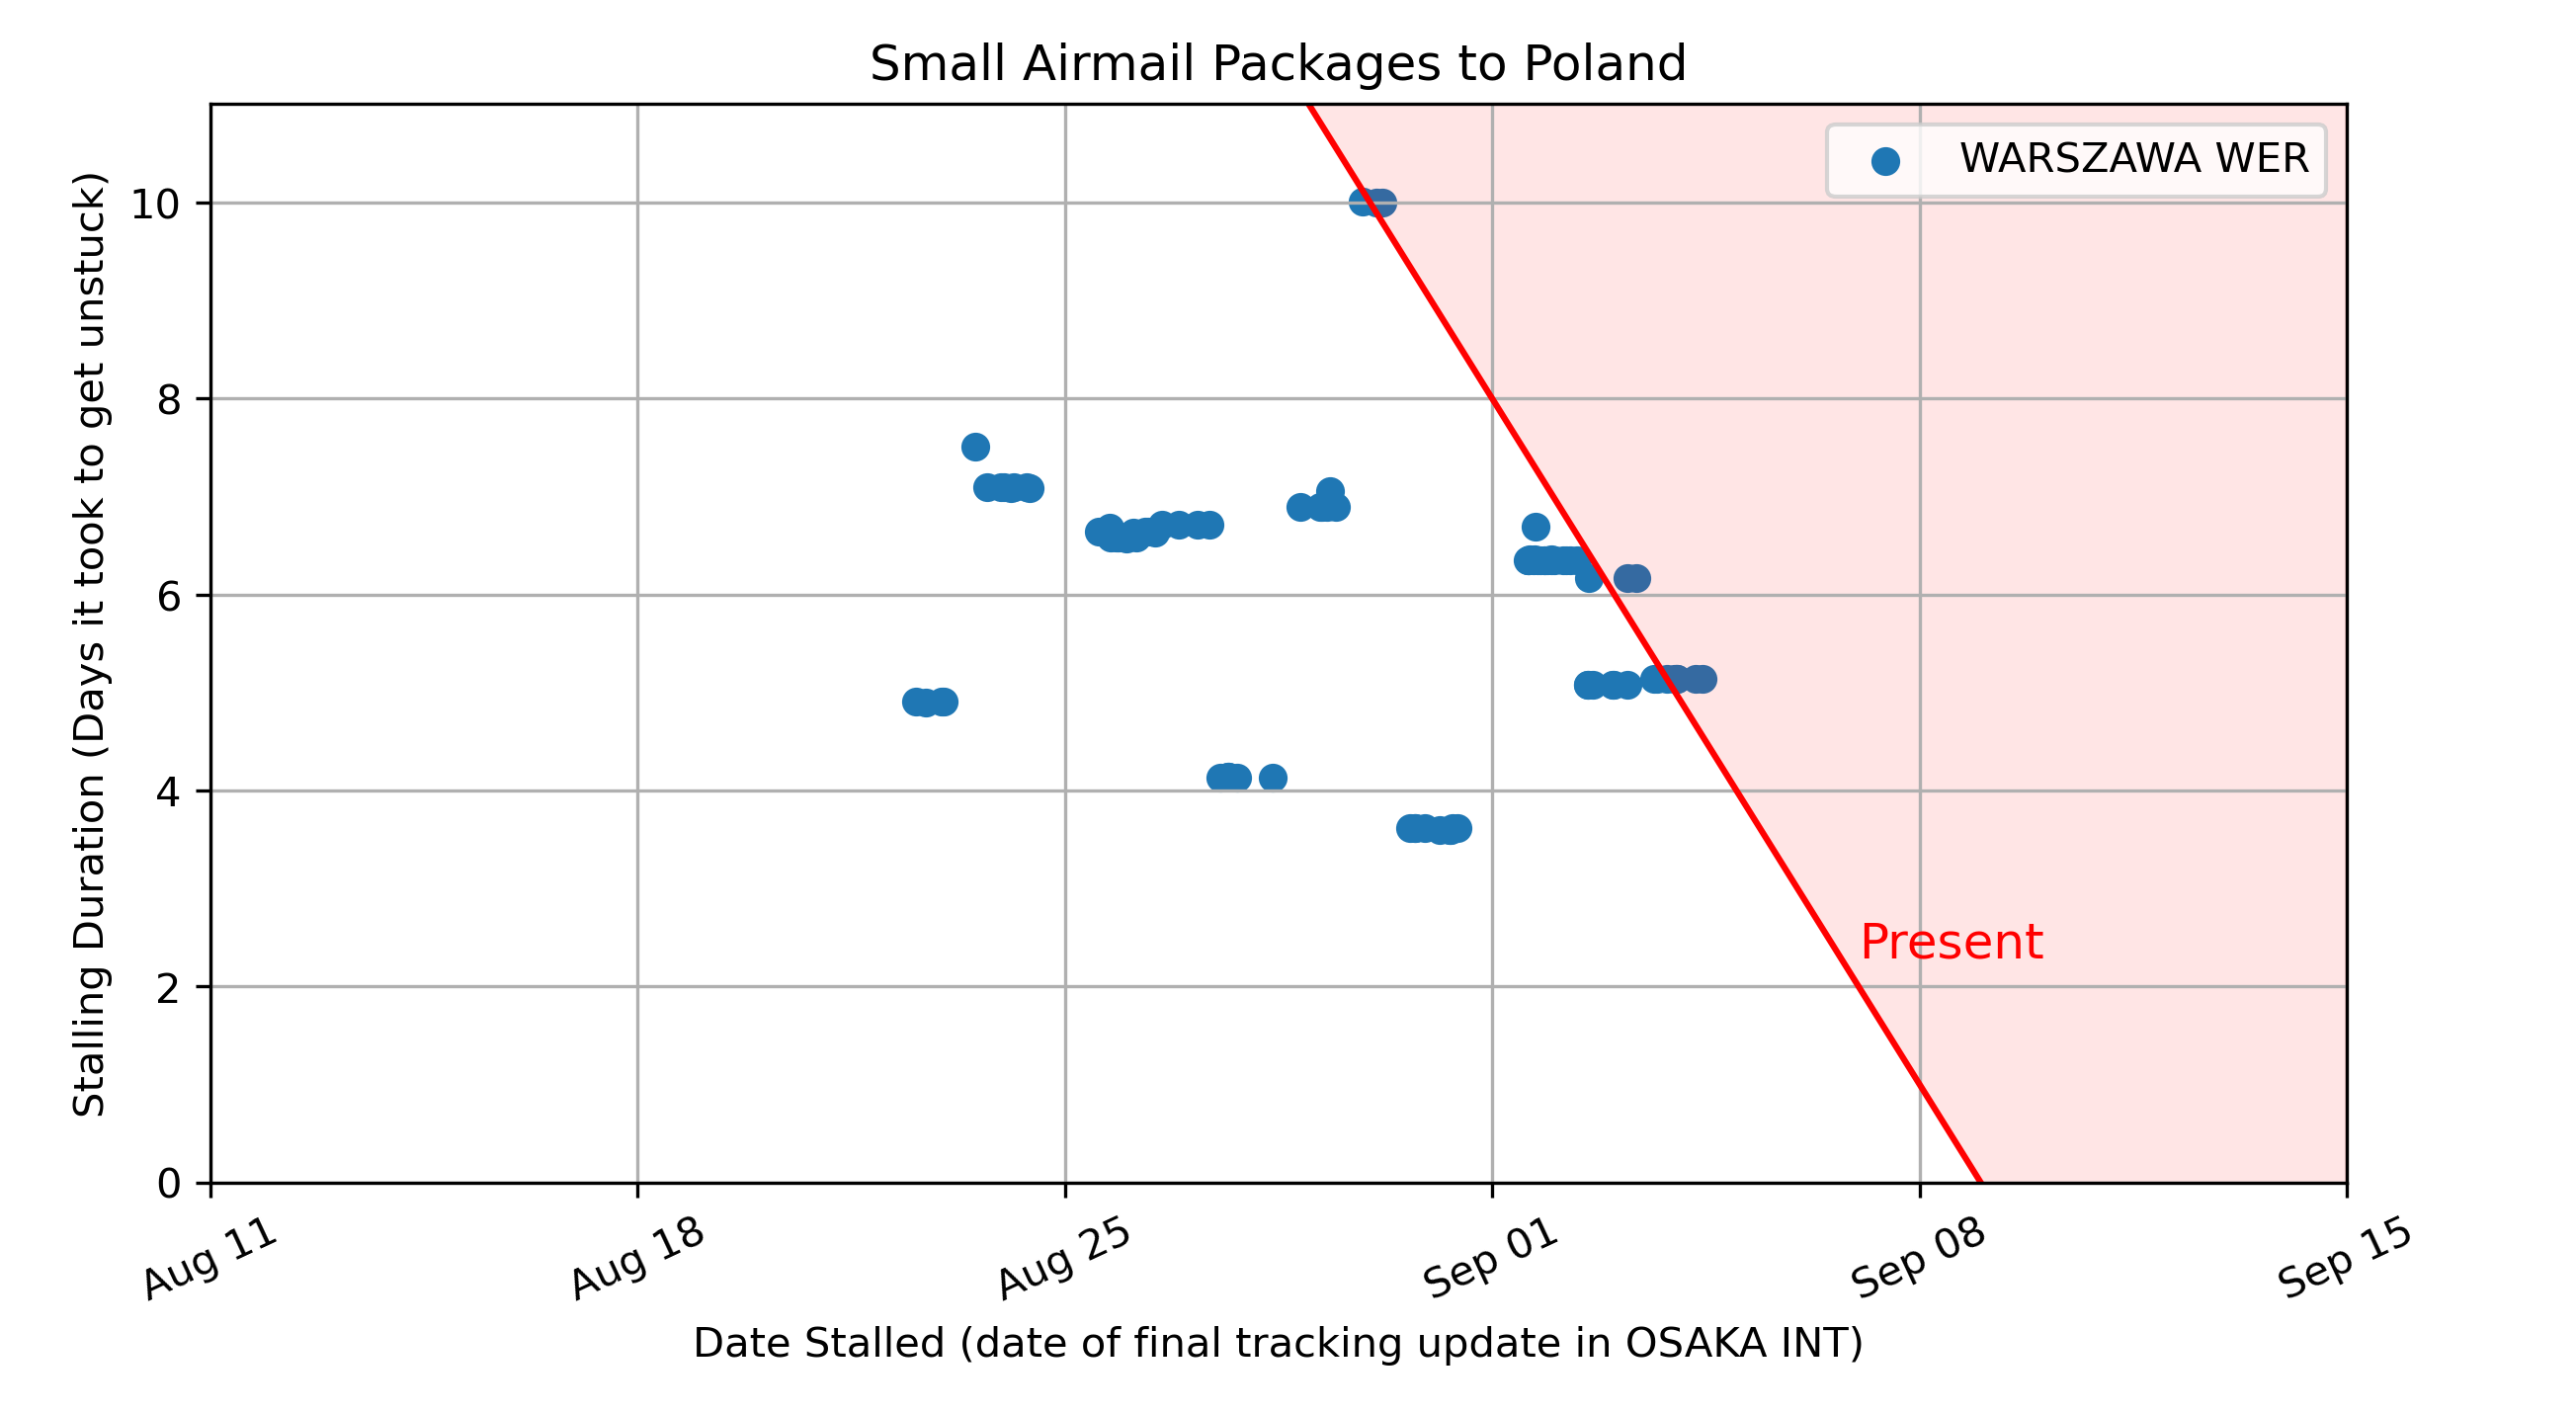 Small Airmail Packages to Poland
Stalling Duration (Days it took to get unstuck)
10
8
6
4
2
0
WARSZAWA WER
Present
Aug 11
Aug 18
Aug 25
Sep 01
Sep 08
Sep 15
Date Stalled (date of final tracking update in OSAKA INT)